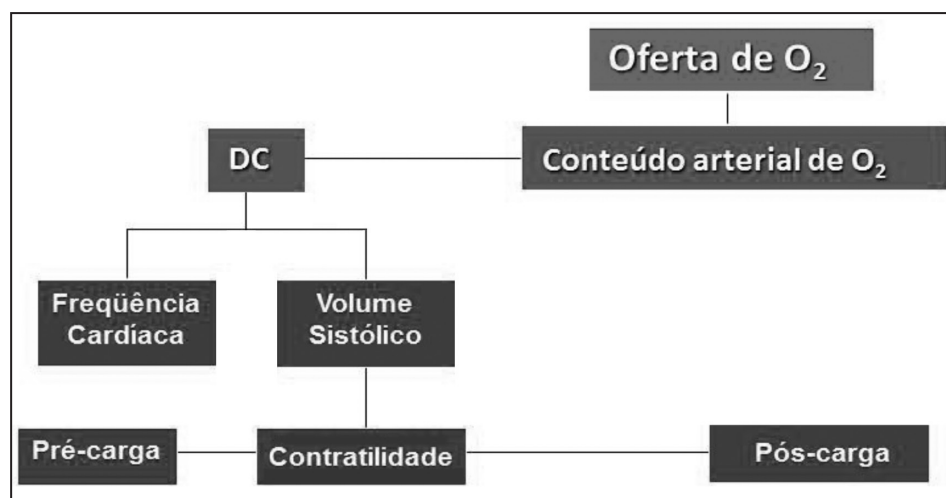 Oferta de O₂
DC
Conteúdo arterial de O₂
Freqüência
Cardíaca
Volume
Sistólico
Pré-carga
Contratilidade
Pós-carga